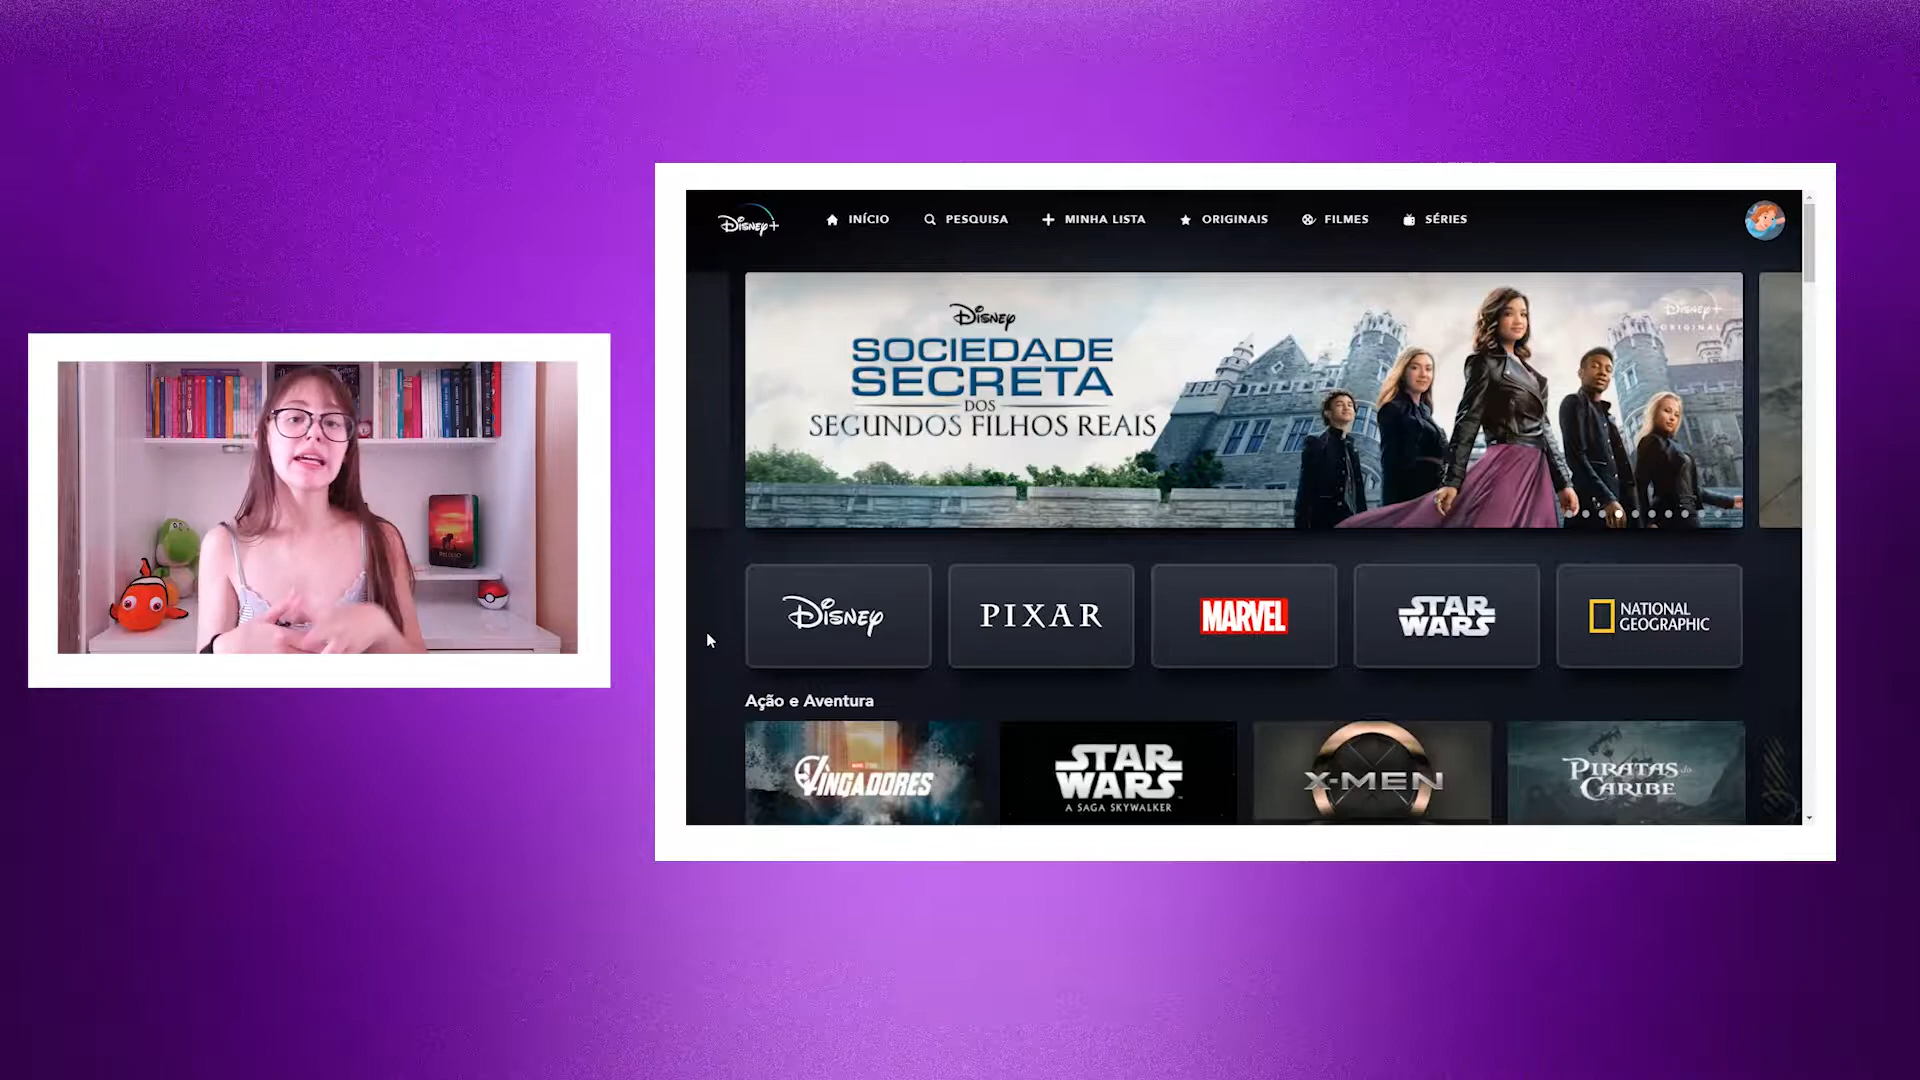 Disney+
INÍCIO
PESQUISA
MINHA LISTA
ORIGINAIS
FILMES
SÉRIES
Disney
SOCIEDADE
SECRETA
DOS
SEGUNDOS FILHOS REAIS
Disney+
ORIGINAL
Disney
PIXAR
MARVEL
STAR
WARS
NATIONAL
GEOGRAPHIC
Ação e Aventura
VINGADORES
STAR
WARS
A SAGA SKYWALKER
X-MEN
PIRATAS do
CARIBE